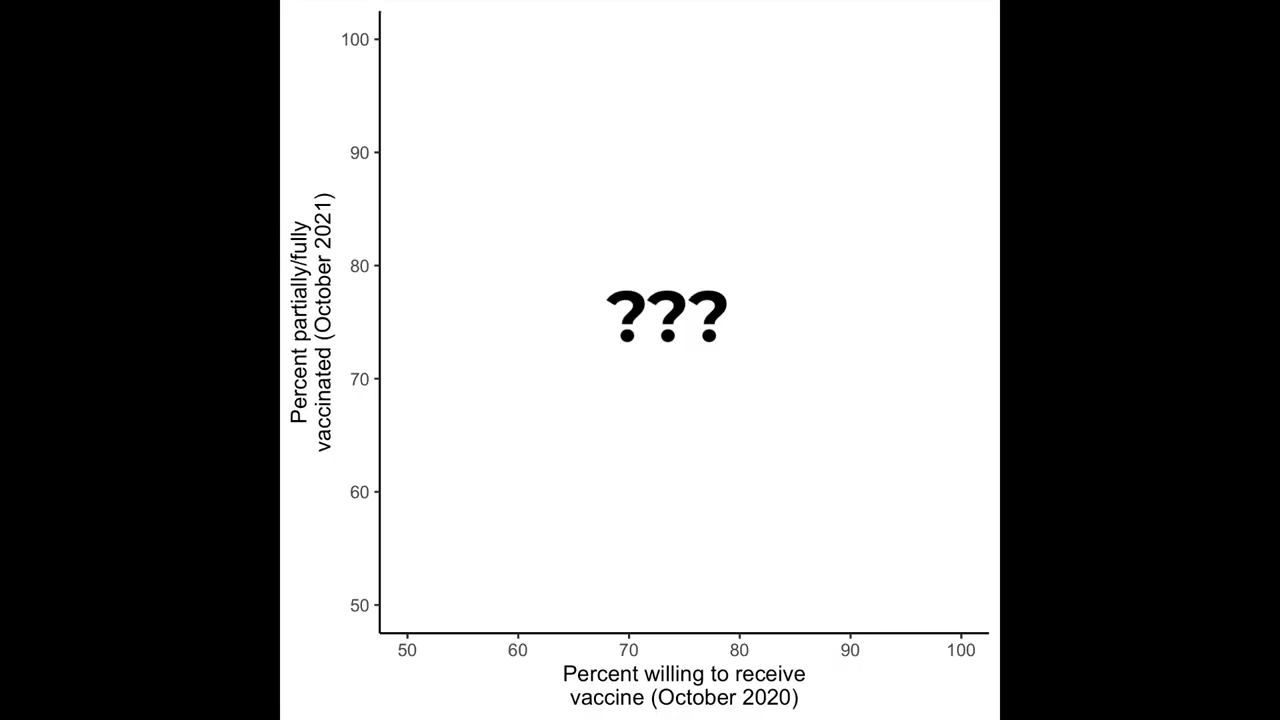 100
90
80
70
60
50
Percent partially/fully
vaccinated (October 2021)
???
50 60 70 80 90 100
Percent willing to receive
vaccine (October 2020)